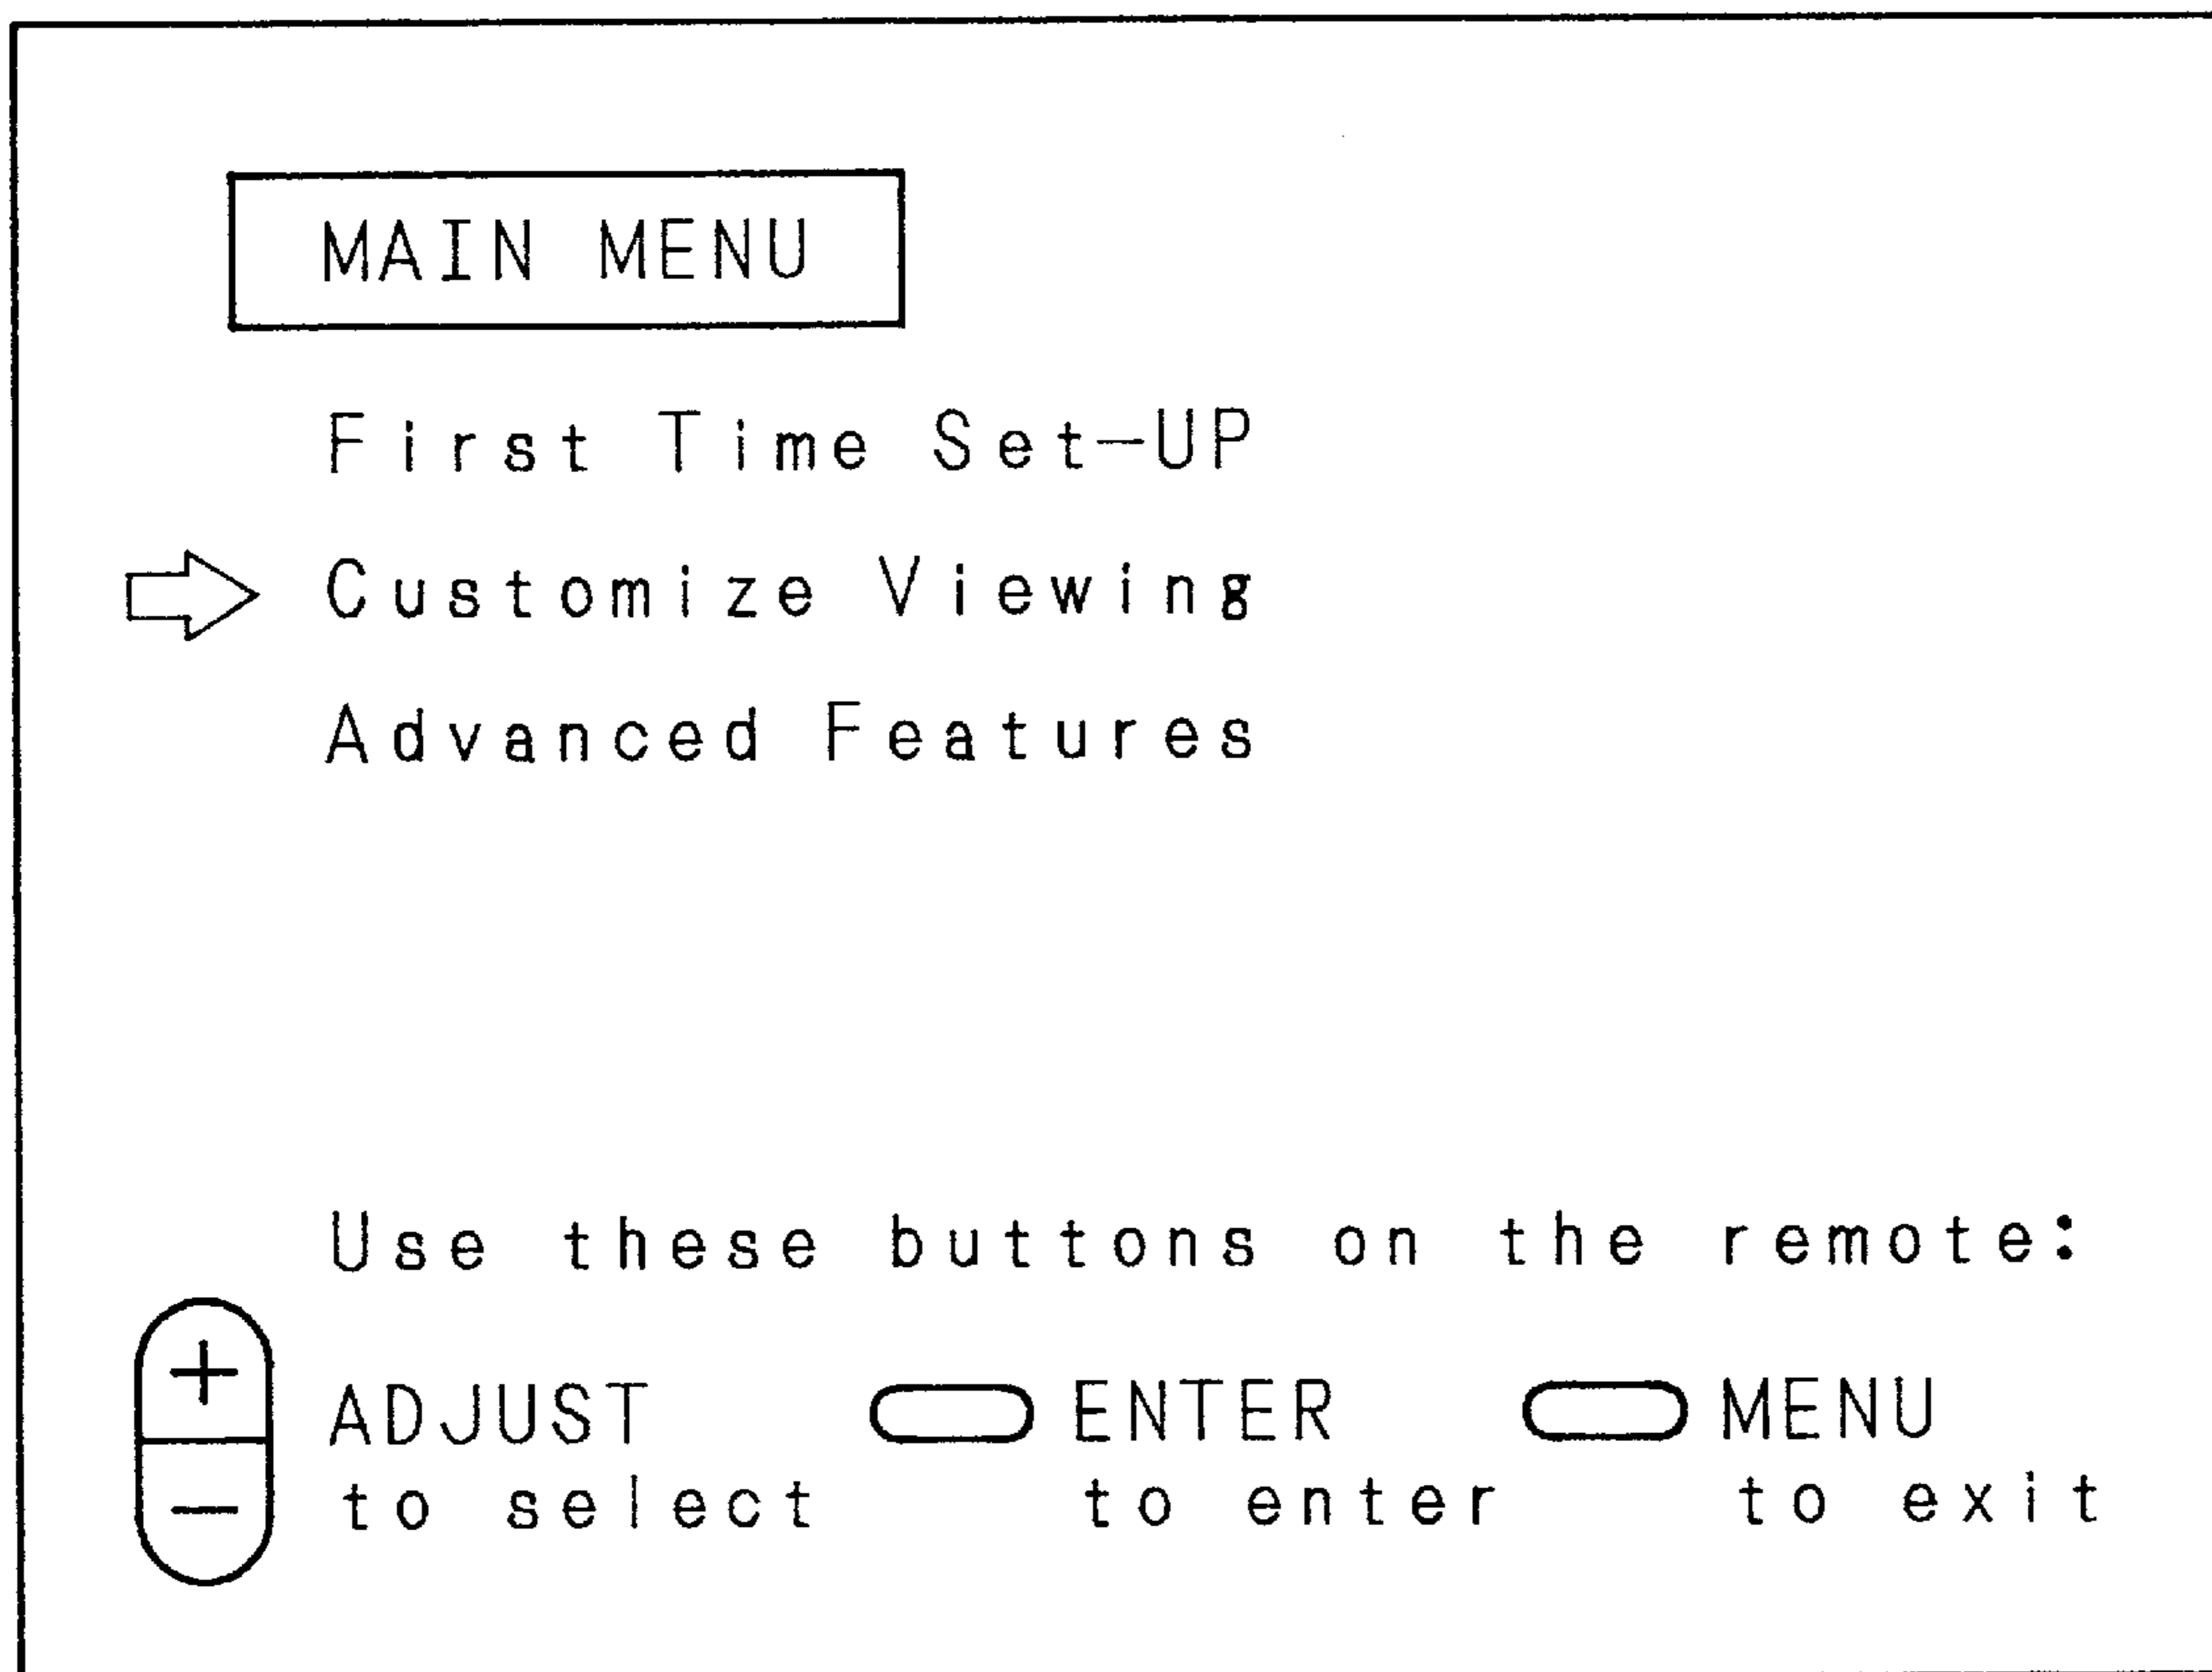 MAIN MENU
First Time Set-UP
Customize Viewing
Advanced Features
Use these buttons on the remote:
+
ADJUST ENTER MENU
−
to select to enter to exit